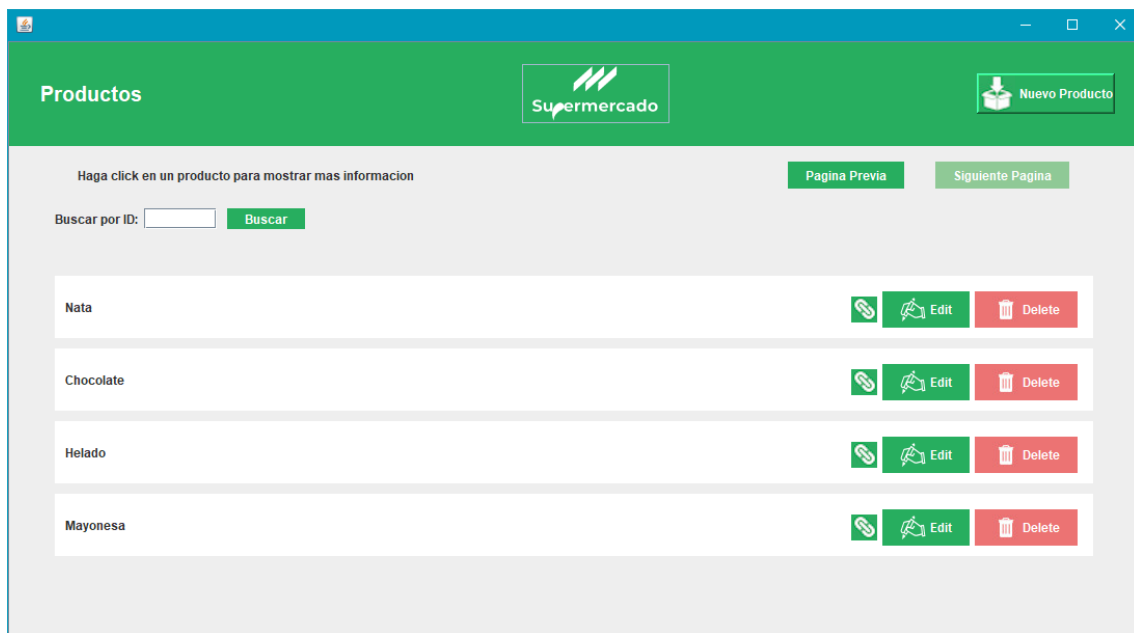 Productos
Supermercado
Nuevo Producto
Haga click en un producto para mostrar mas informacion
Pagina Previa
Siguiente Pagina
Buscar por ID:
Buscar
Nata
Edit
Delete
Chocolate
Edit
Delete
Helado
Edit
Delete
Mayonesa
Edit
Delete